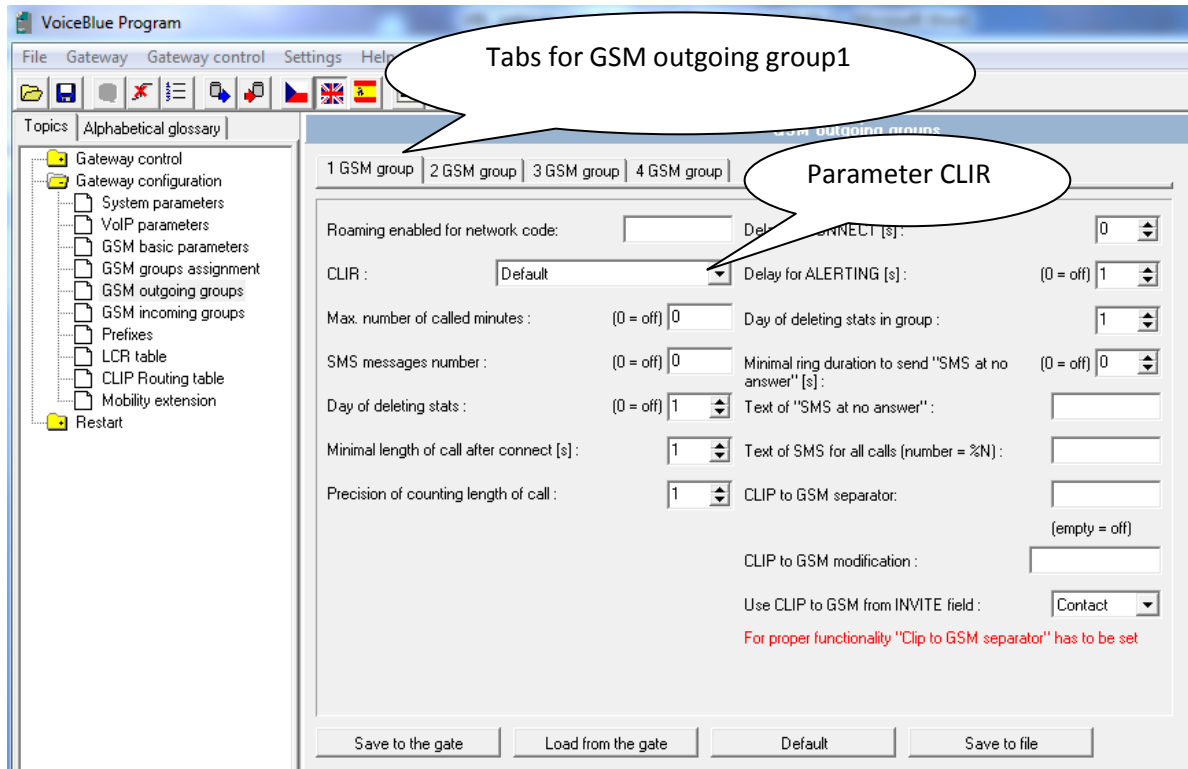 VoiceBlue Program
File Gateway Gateway control Settings Help
Tabs for GSM outgoing group1
Topics Alphabetical glossary
GSM outgoing groups
Gateway control
Gateway configuration
System parameters
VoIP parameters
GSM basic parameters
GSM groups assignment
GSM outgoing groups
GSM incoming groups
Prefixes
LCR table
CLIP Routing table
Mobility extension
Restart
1 GSM group 2 GSM group 3 GSM group 4 GSM group
Parameter CLIR
Roaming enabled for network code:
CLIR : Default
Max. number of called minutes : (0 = off) 0
SMS messages number : (0 = off) 0
Day of deleting stats : (0 = off) 1
Minimal length of call after connect [s] : 1
Precision of counting length of call : 1
[s] : 0
Delay for ALERTING [s] : (0 = off) 1
Day of deleting stats in group : 1
Minimal ring duration to send "SMS at no (0 = off) 0
answer" [s] :
Text of "SMS at no answer" :
Text of SMS for all calls (number = %N) :
CLIP to GSM separator:
(empty = off)
CLIP to GSM modification :
Use CLIP to GSM from INVITE field : Contact
For proper functionality "Clip to GSM separator" has to be set
Save to the gate Load from the gate Default Save to file